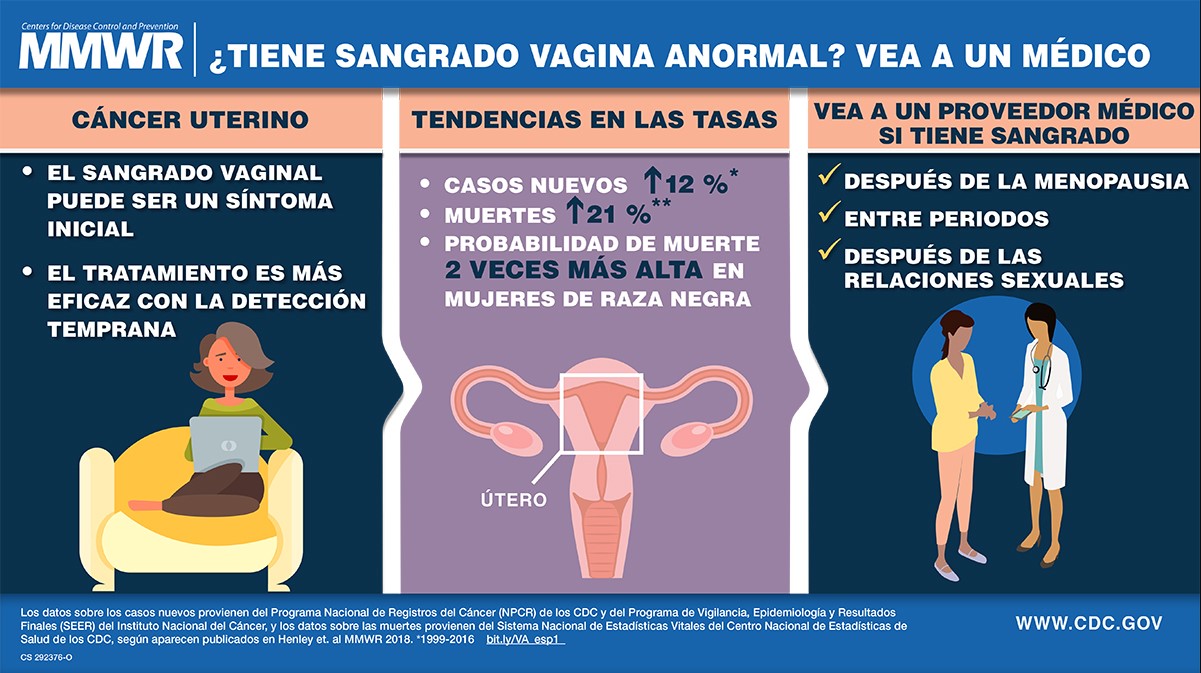 Centers for Disease Control and Prevention
MMWR
¿TIENE SANGRADO VAGINA ANORMAL? VEA A UN MÉDICO
CÁNCER UTERINO
• EL SANGRADO VAGINAL
PUEDE SER UN SÍNTOMA
INICIAL
• EL TRATAMIENTO ES MÁS
EFICAZ CON LA DETECCIÓN
TEMPRANA
TENDENCIAS EN LAS TASAS
• CASOS NUEVOS ↑12 %*
• MUERTES ↑21 %**
• PROBABILIDAD DE MUERTE
2 VECES MÁS ALTA EN
MUJERES DE RAZA NEGRA
ÚTERO
VEA A UN PROVEEDOR MÉDICO
SI TIENE SANGRADO
✓ DESPUÉS DE LA MENOPAUSIA
✓ ENTRE PERIODOS
✓ DESPUÉS DE LAS
RELACIONES SEXUALES
Los datos sobre los casos nuevos provienen del Programa Nacional de Registros del Cáncer (NPCR) de los CDC y del Programa de Vigilancia, Epidemiología y Resultados
Finales (SEER) del Instituto Nacional del Cáncer, y los datos sobre las muertes provienen del Sistema Nacional de Estadísticas Vitales del Centro Nacional de Estadísticas de
Salud de los CDC, según aparecen publicados en Henley et. al MMWR 2018. *1999-2016 bit.ly/VA_esp1_
CS 292376-O
WWW.CDC.GOV